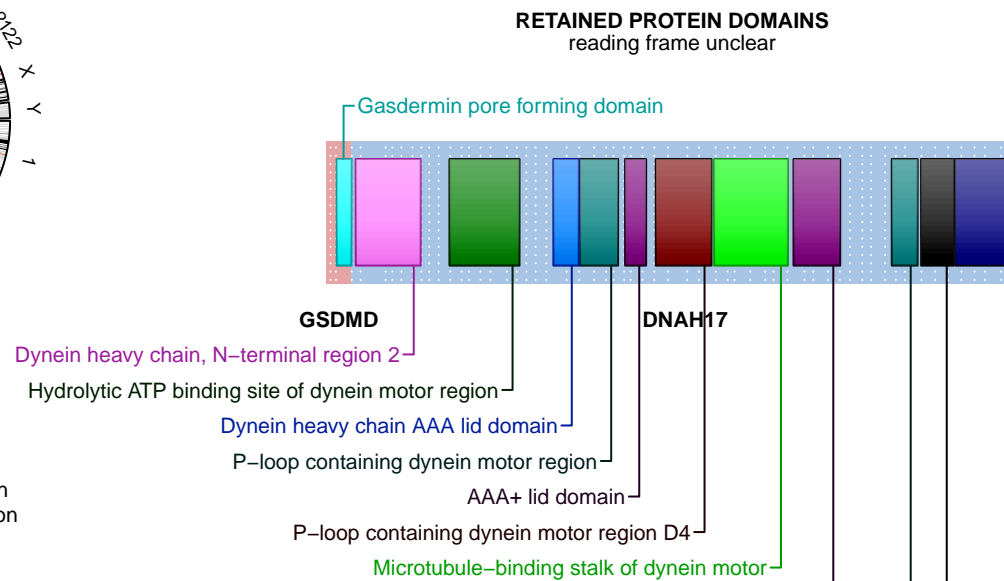 2122
X
Y
1
RETAINED PROTEIN DOMAINS
reading frame unclear
Gasdermin pore forming domain
GSDMD
DNAH17
Dynein heavy chain, N−terminal region 2
Hydrolytic ATP binding site of dynein motor region
Dynein heavy chain AAA lid domain
P−loop containing dynein motor region
AAA+ lid domain
n
on
P−loop containing dynein motor region D4
Microtubule−binding stalk of dynein motor